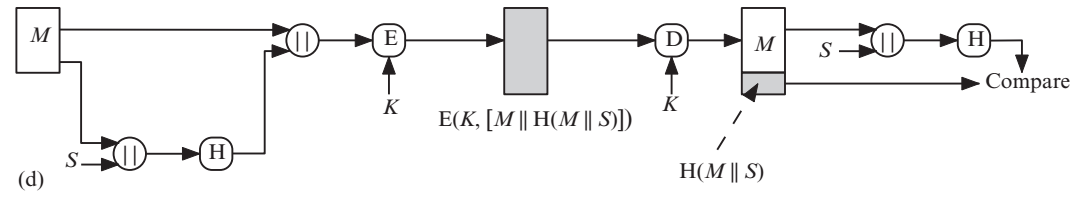 M || E D M S || H
K K Compare
E(K, [M || H(M || S)])
S || H
H(M || S)
(d)